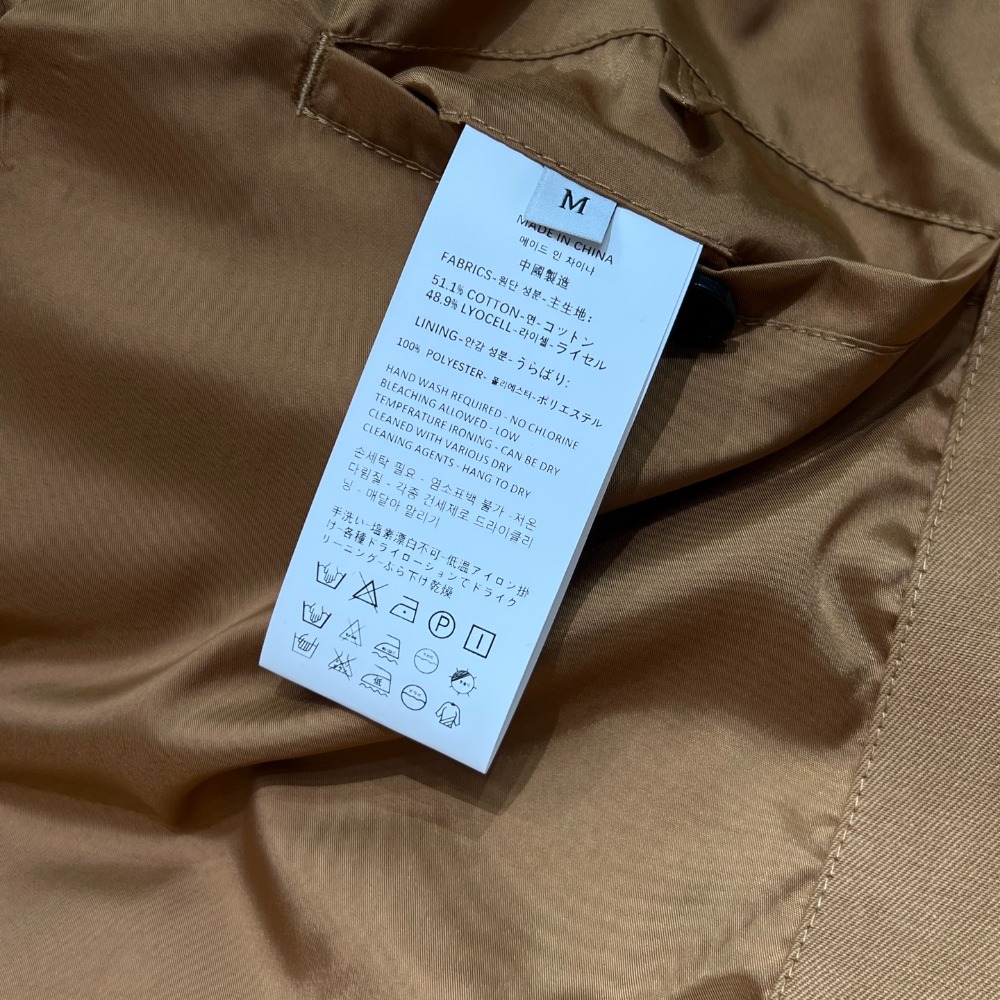 M
MADE IN CHINA
메이드 인 차이나
中國製造
FABRICS-원단 성분-主生地:
51.1% COTTON-면-コットン
48.9% LYOCELL-라이셀-ライセル
LINING-안감 성분-うらばり:
100% POLYESTER-폴리에스타-ポリエステル
HAND WASH REQUIRED - NO CHLORINE
BLEACHING ALLOWED - LOW
TEMPERATURE IRONING - CAN BE DRY
CLEANED WITH VARIOUS DRY
CLEANING AGENTS - HANG TO DRY
손세탁 필요 - 염소표백 불가 -저온
다림질 - 각종 건세제로 드라이클리
닝 - 매달아 말리기
手洗い-塩素漂白不可-低温アイロン掛
け-各種ドライローションでドライク
リーニング-ぶら下げ乾燥
P
低